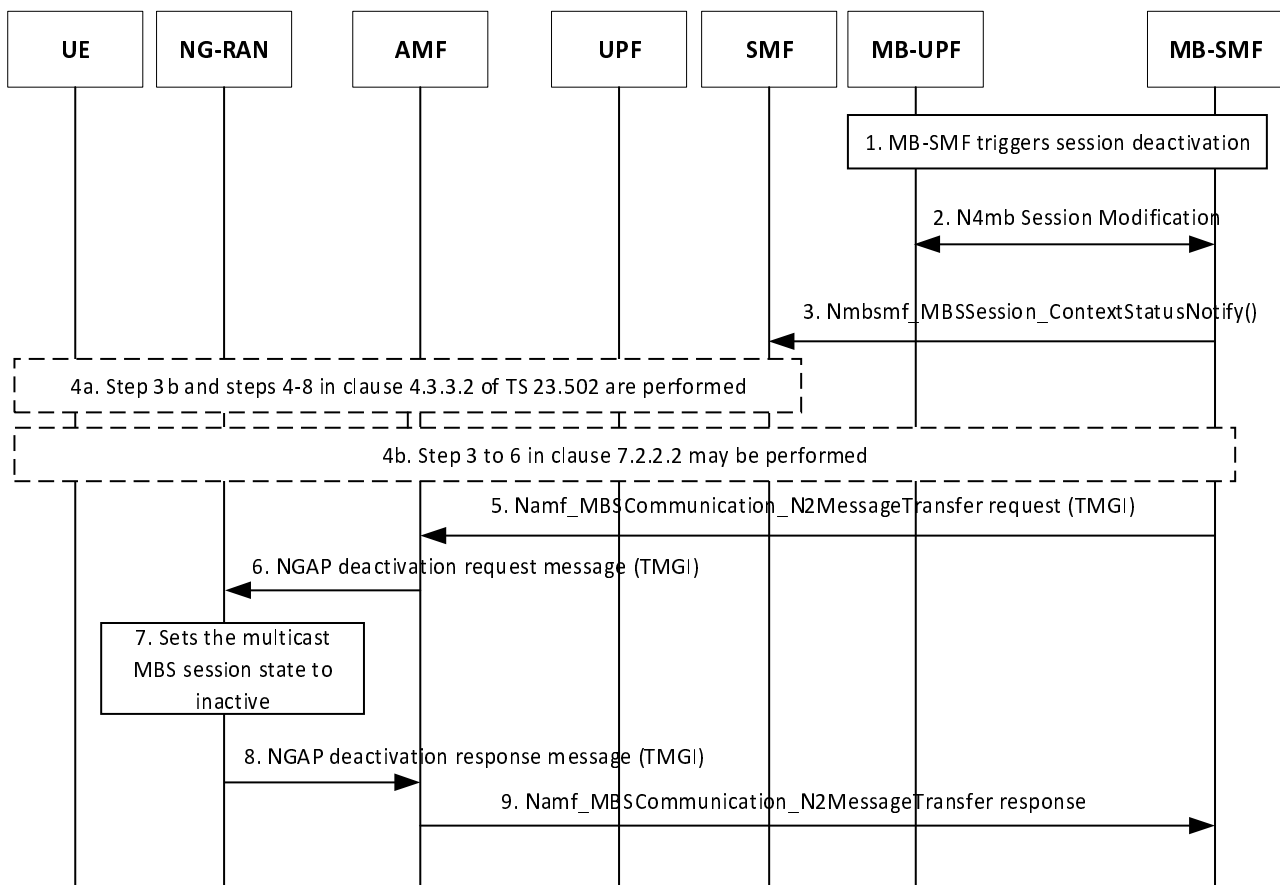 UE
NG-RAN
AMF
UPF
SMF
MB-UPF
MB-SMF
1. MB-SMF triggers session deactivation
2. N4mb Session Modification
3. Nmbsmf_MBSSession_ContextStatusNotify()
4a. Step 3b and steps 4-8 in clause 4.3.3.2 of TS 23.502 are performed
4b. Step 3 to 6 in clause 7.2.2.2 may be performed
5. Namf_MBSCommunication_N2MessageTransfer request (TMGI)
6. NGAP deactivation request message (TMGI)
7. Sets the multicast
MBS session state to
inactive
8. NGAP deactivation response message (TMGI)
9. Namf_MBSCommunication_N2MessageTransfer response